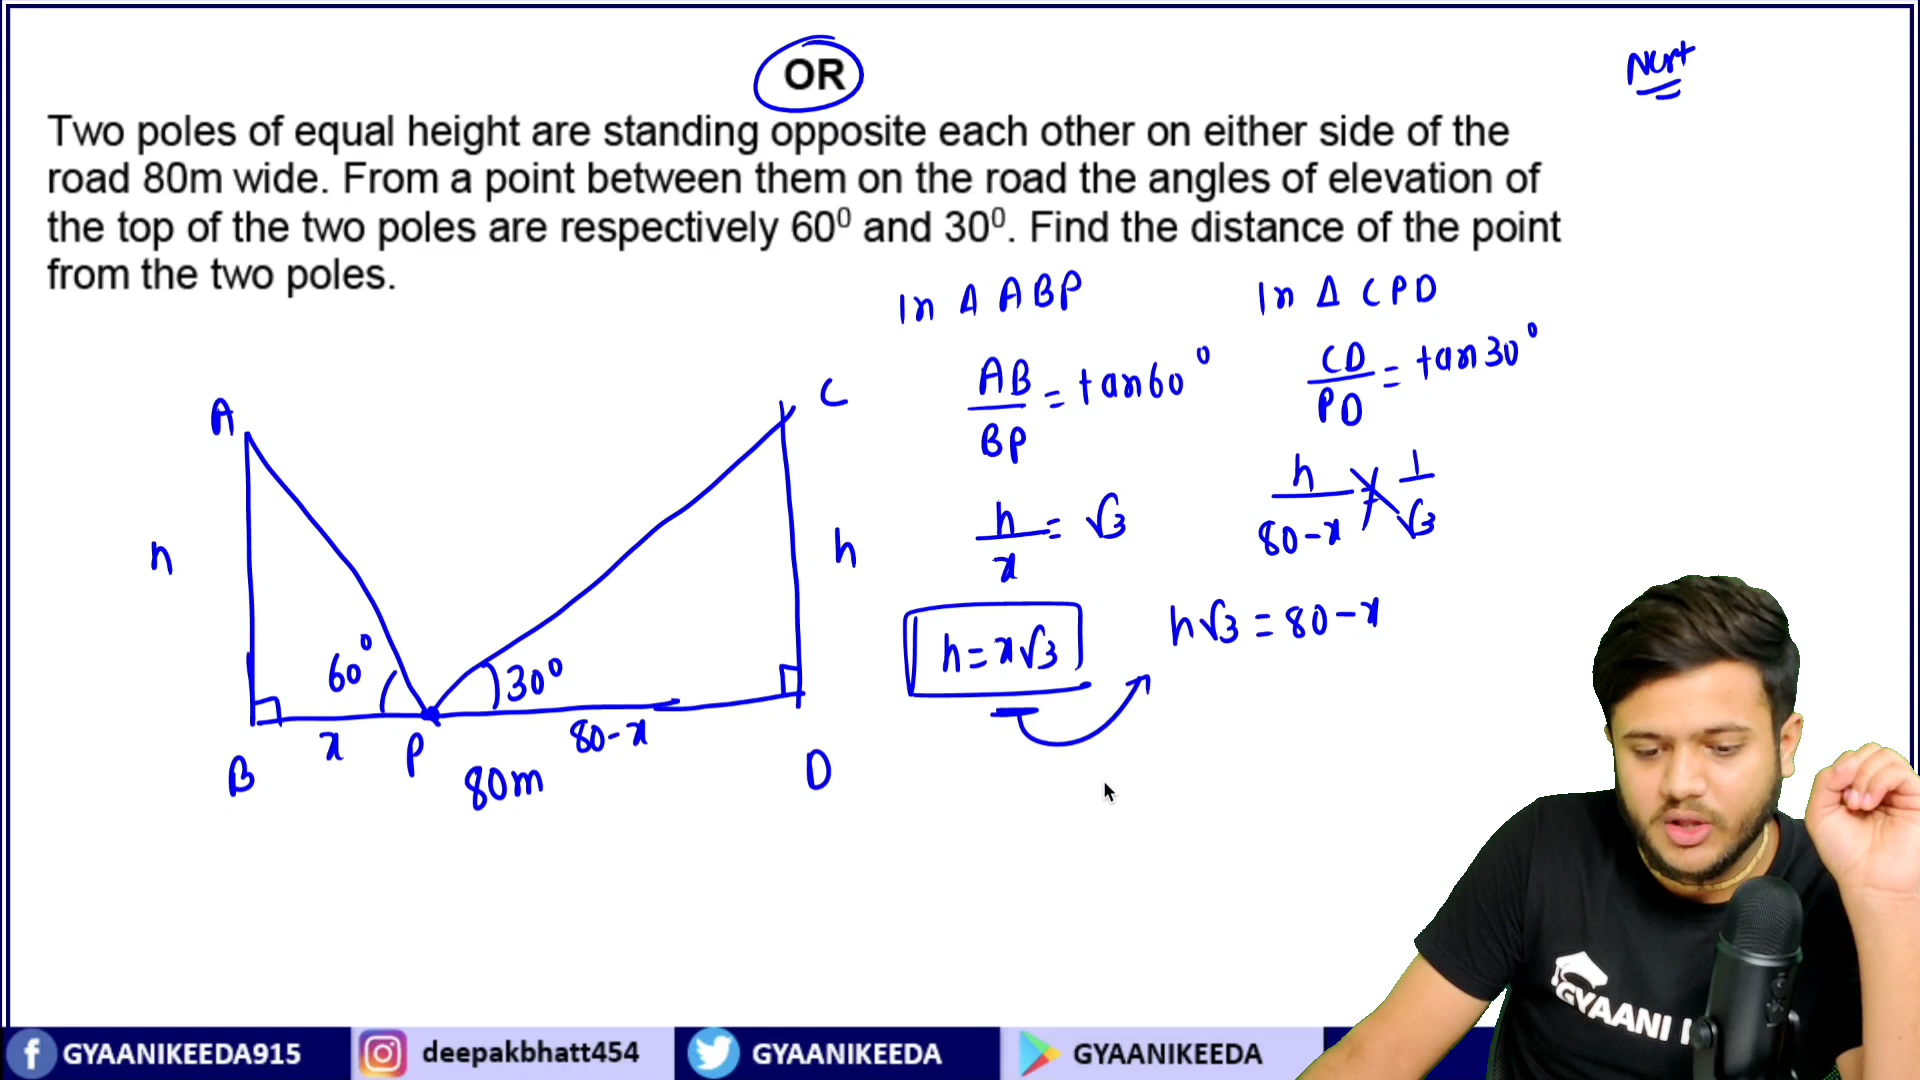 OR
Ncrt
Two poles of equal height are standing opposite each other on either side of the
road 80m wide. From a point between them on the road the angles of elevation of
the top of the two poles are respectively 60⁰ and 30⁰. Find the distance of the point
from the two poles.
In Δ ABP
AB/BP = tan60°
h/x = √3
h = x√3
In Δ CPD
CD/PD = tan30°
h/80-x = 1/√3
h√3 = 80-x
A
C
h
h
60°
30°
x
80-x
B
P
80m
D
GYAANI
GYAANIKEEDA915
deepakbhatt454
GYAANIKEEDA
GYAANIKEEDA